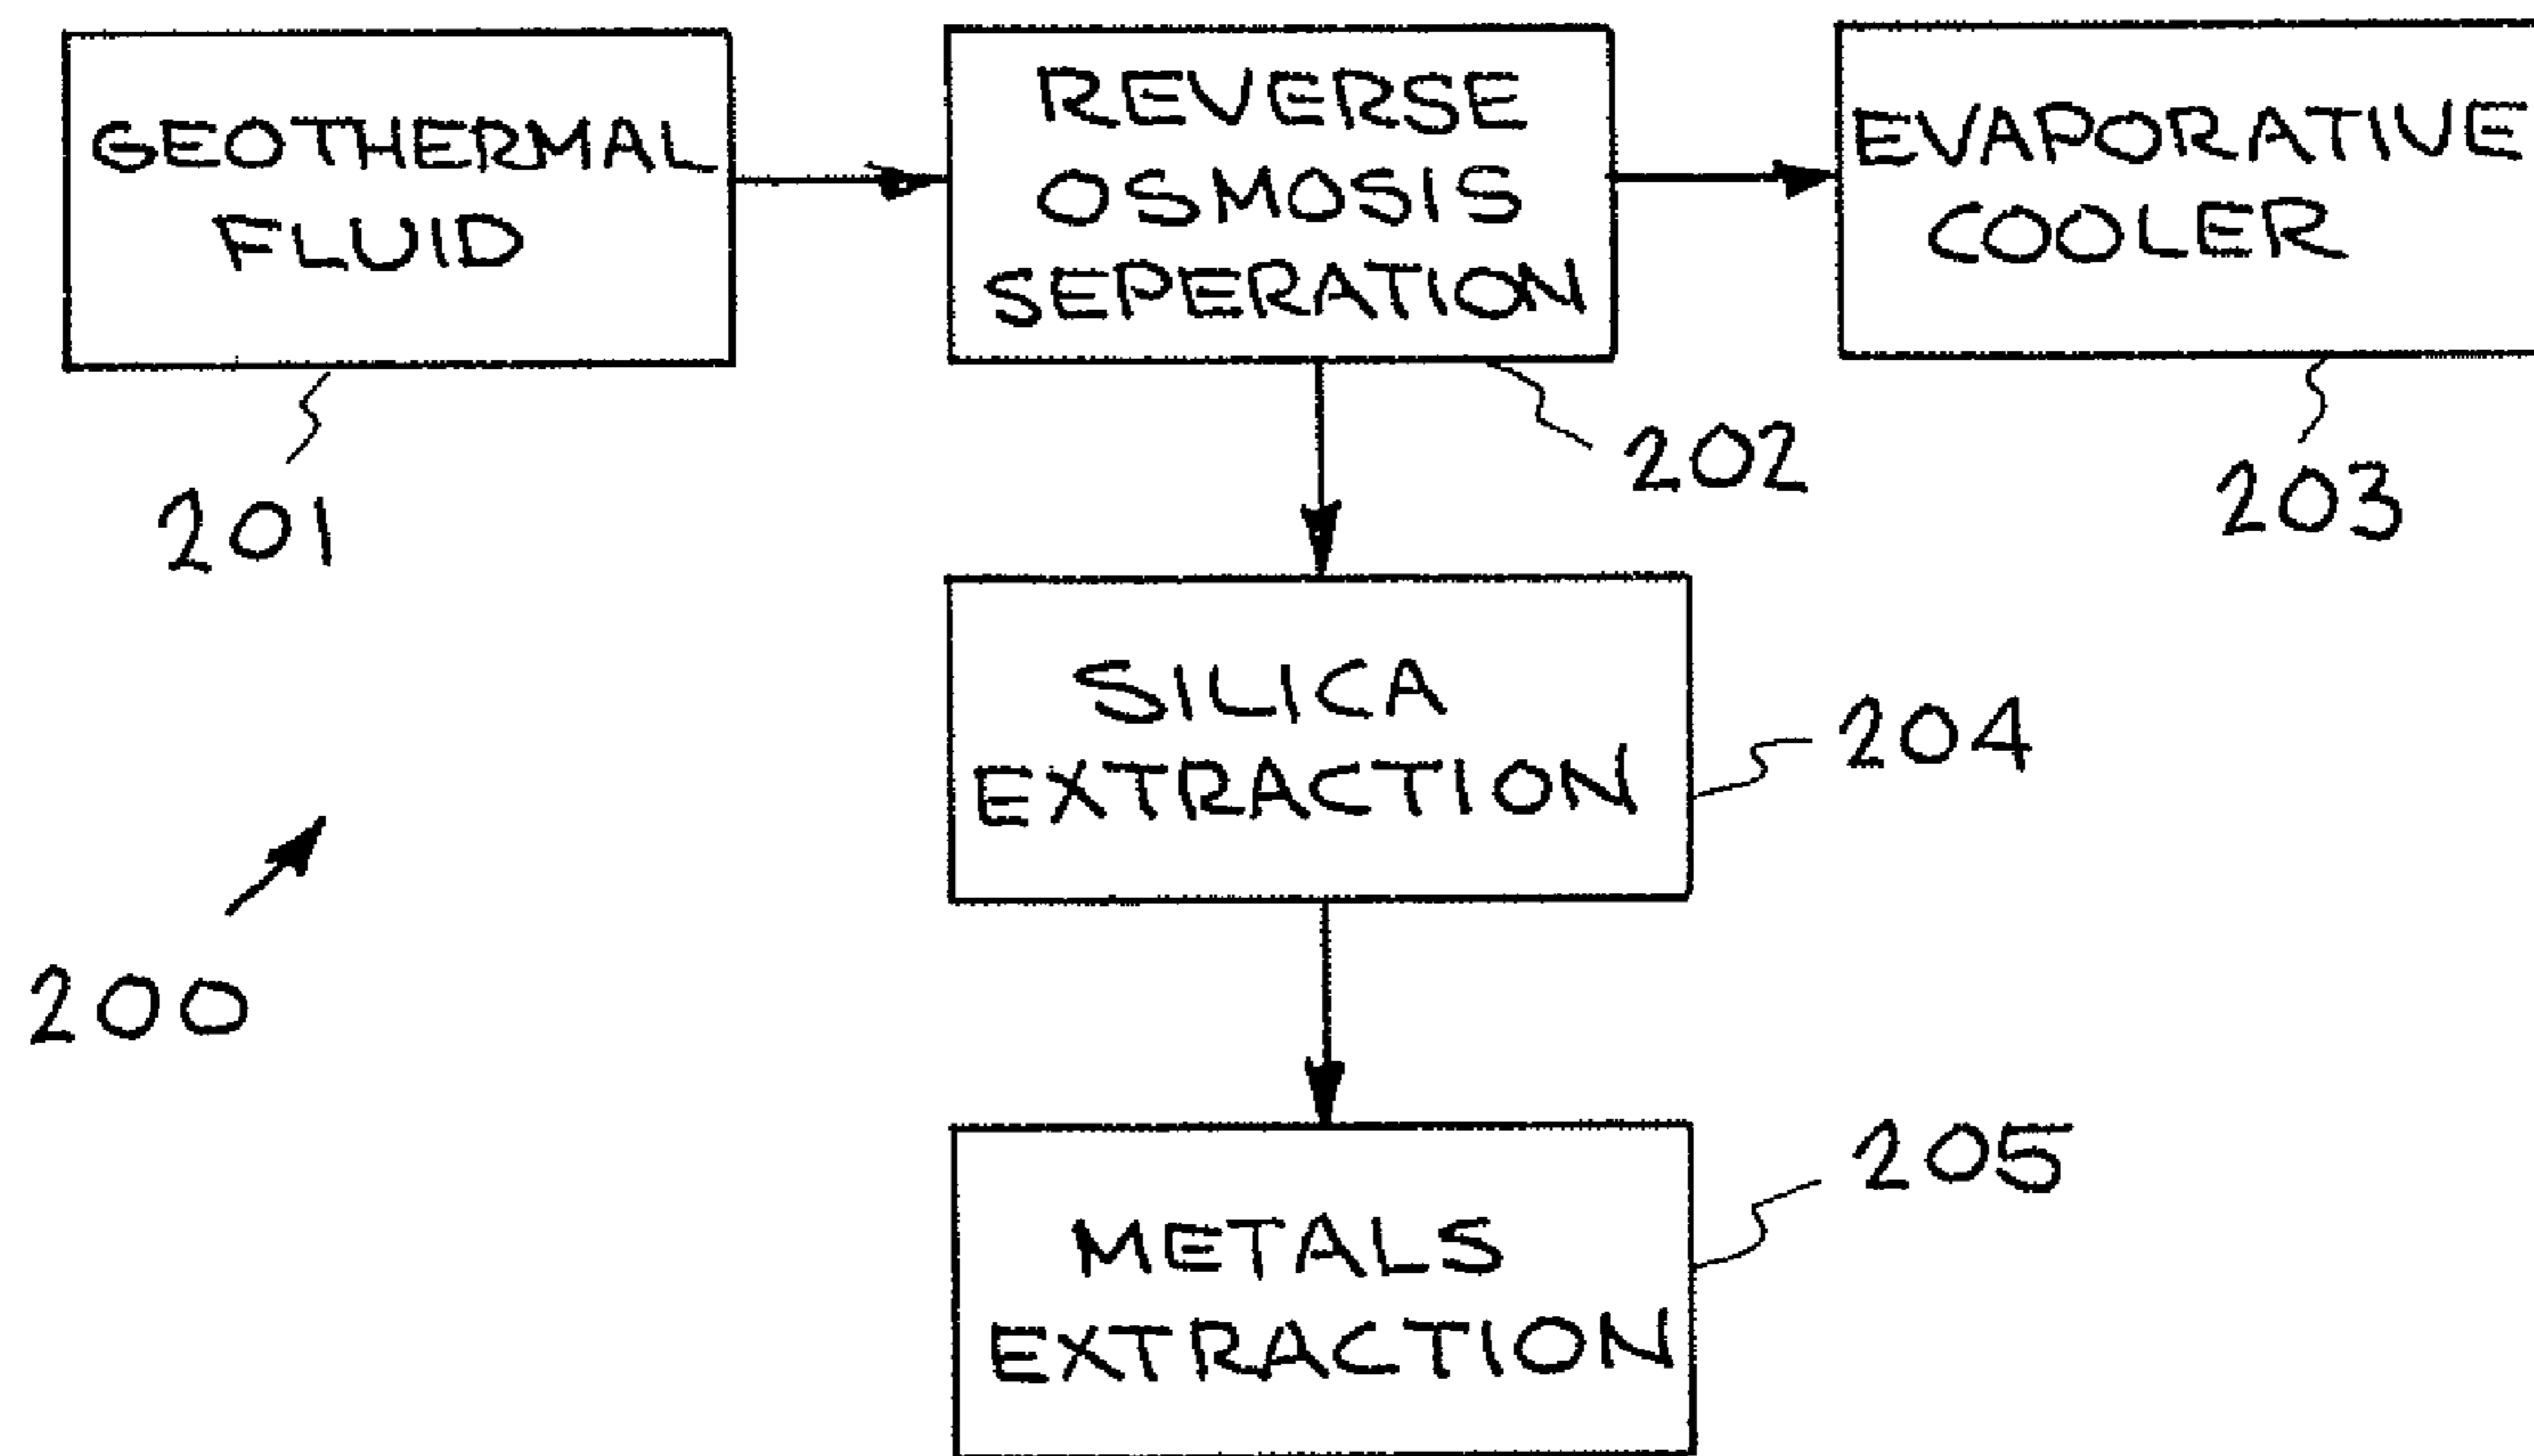 GEOTHERMAL
FLUID
REVERSE
OSMOSIS
SEPERATION
EVAPORATIVE
COOLER
201
202
203
SILICA
EXTRACTION
204
200
METALS
EXTRACTION
205